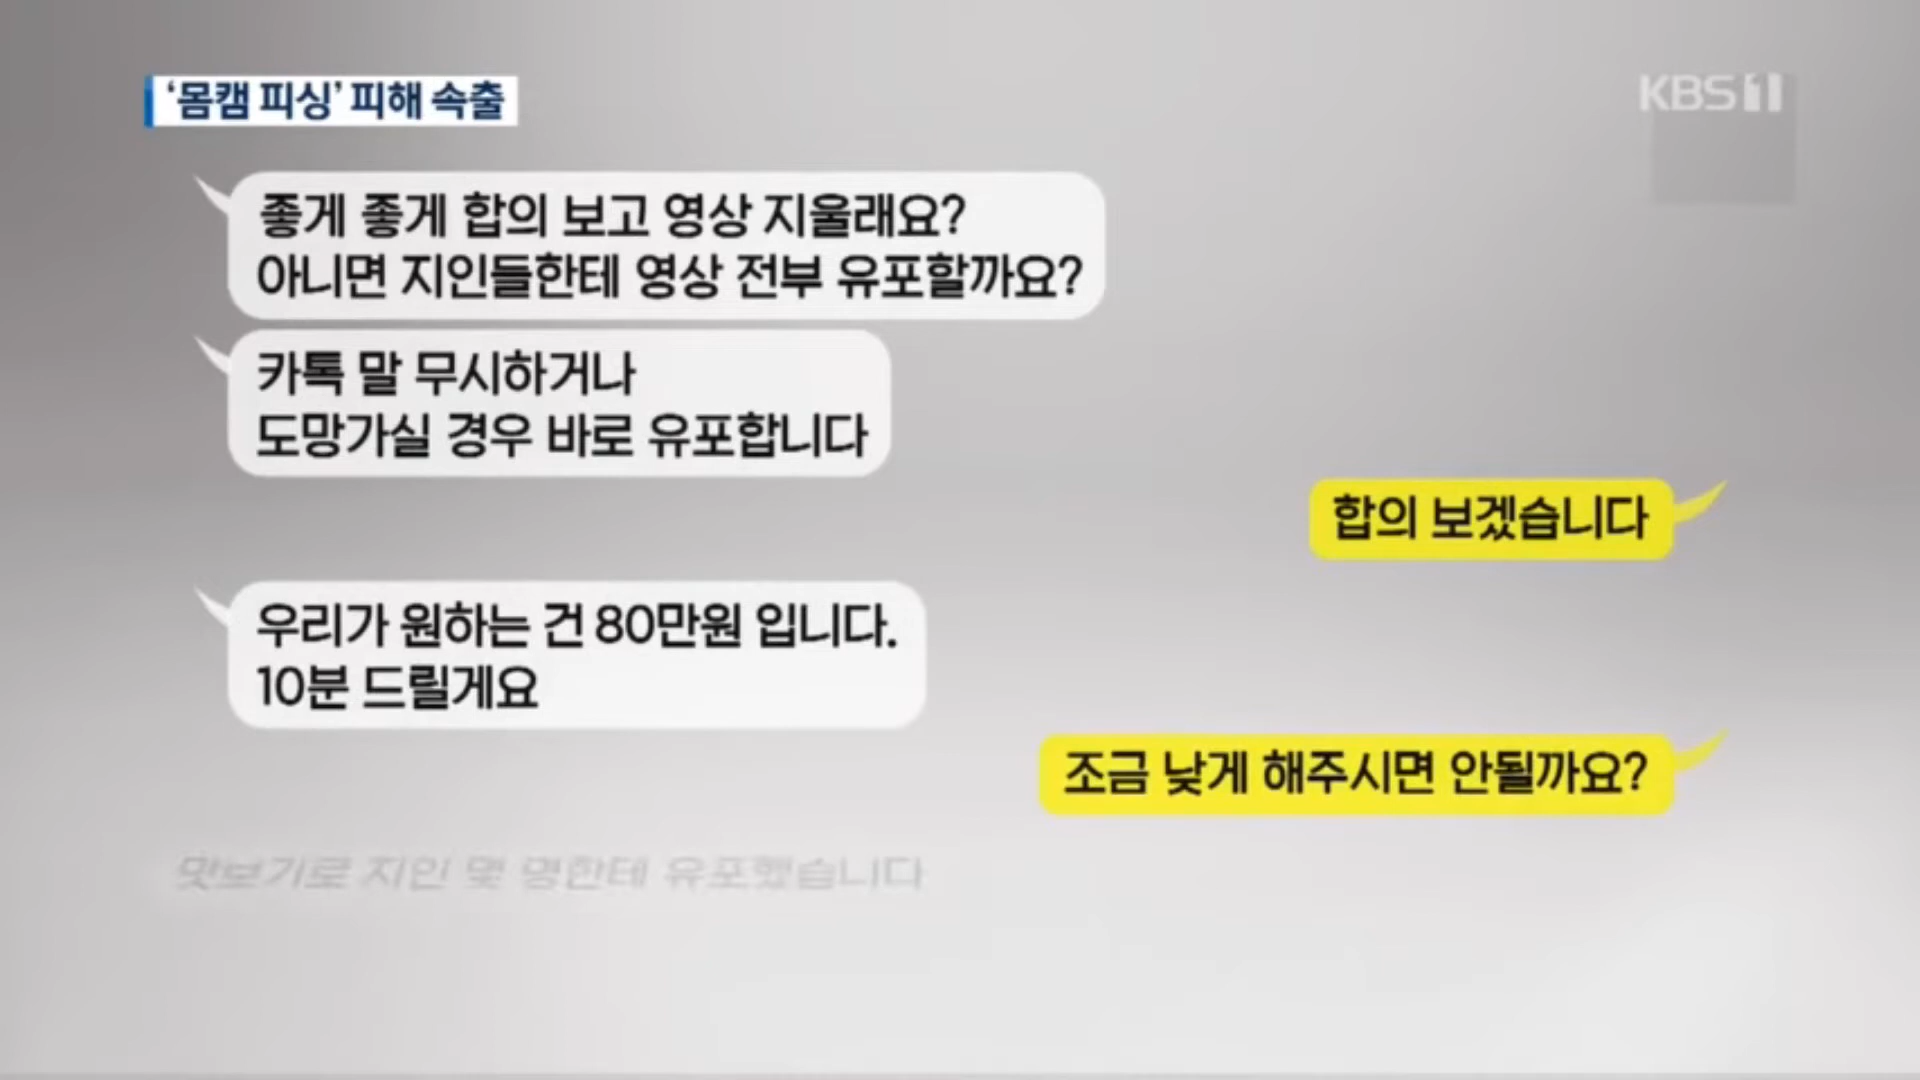 '몸캠 피싱' 피해 속출
KBS 1
좋게 좋게 합의 보고 영상 지울래요?
아니면 지인들한테 영상 전부 유포할까요?
카톡 말 무시하거나
도망가실 경우 바로 유포합니다
합의 보겠습니다
우리가 원하는 건 80만원 입니다.
10분 드릴게요
조금 낮게 해주시면 안될까요?
맛보기로 지인 몇 명한테 유포했습니다